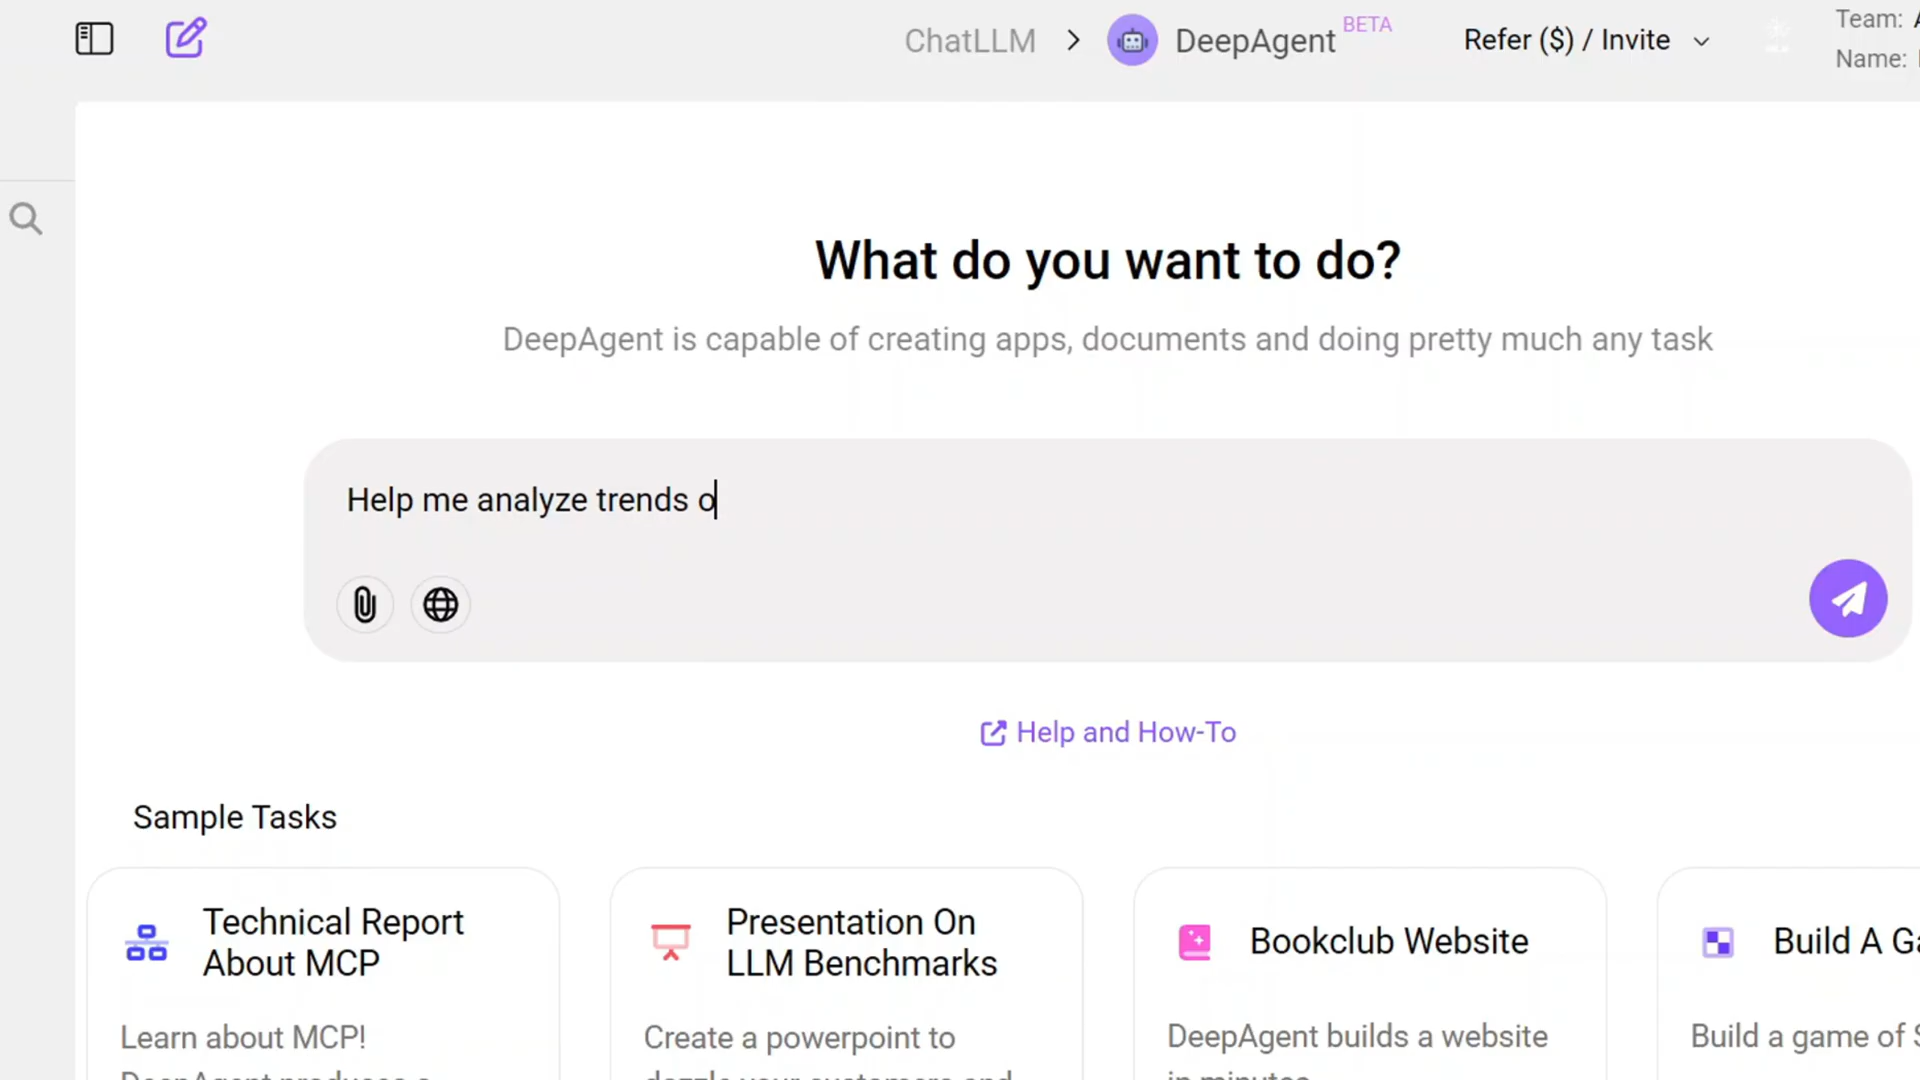 ChatLLM
DeepAgent
BETA
Refer ($) / Invite
Team:
Name:
What do you want to do?
DeepAgent is capable of creating apps, documents and doing pretty much any task
Help me analyze trends o
Help and How-To
Sample Tasks
Technical Report
About MCP
Learn about MCP!
Presentation On
LLM Benchmarks
Create a powerpoint to
Bookclub Website
DeepAgent builds a website
Build A
Build a game of